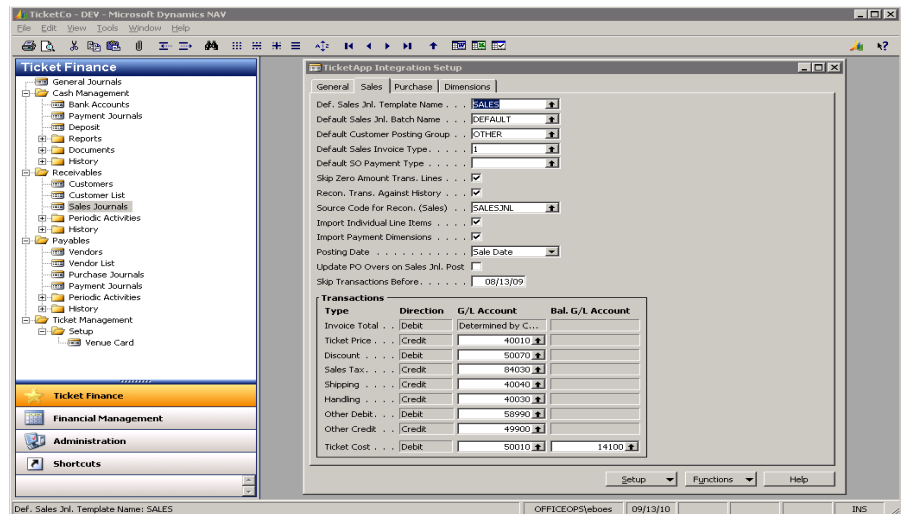 TicketCo - DEV - Microsoft Dynamics NAV
File Edit View Tools Window Help
Ticket Finance
General Journals
Cash Management
Bank Accounts
Payment Journals
Deposit
Reports
Documents
History
Receivables
Customers
Customer List
Sales Journals
Periodic Activities
History
Payables
Vendors
Vendor List
Purchase Journals
Payment Journals
Periodic Activities
History
Ticket Management
Setup
Venue Card
Ticket Finance
Financial Management
Administration
Shortcuts
TicketApp Integration Setup
General Sales Purchase Dimensions
Def. Sales Jnl. Template Name . . . SALES
Default Sales Jnl. Batch Name . . . DEFAULT
Default Customer Posting Group . . OTHER
Default Sales Invoice Type. . . . . 1
Default SO Payment Type . . . . .
Skip Zero Amount Trans. Lines . . .
Recon. Trans. Against History . . .
Source Code for Recon. (Sales) . . SALESJNL
Import Individual Line Items . . . .
Import Payment Dimensions . . . .
Posting Date . . . . . . . . . . . Sale Date
Update PO Overs on Sales Jnl. Post
Skip Transactions Before. . . . . . 08/13/09
Transactions
Type Direction G/L Account Bal. G/L Account
Invoice Total . . Debit Determined by C...
Ticket Price . . . Credit 40010
Discount . . . . Debit 50070
Sales Tax. . . . Credit 84030
Shipping . . . . Credit 40040
Handling . . . . Credit 40030
Other Debit. . . Debit 58990
Other Credit . . Credit 49900
Ticket Cost . . . Debit 50010 14100
Setup Functions Help
Def. Sales Jnl. Template Name: SALES OFFICEOPS\eboes 09/13/10 INS